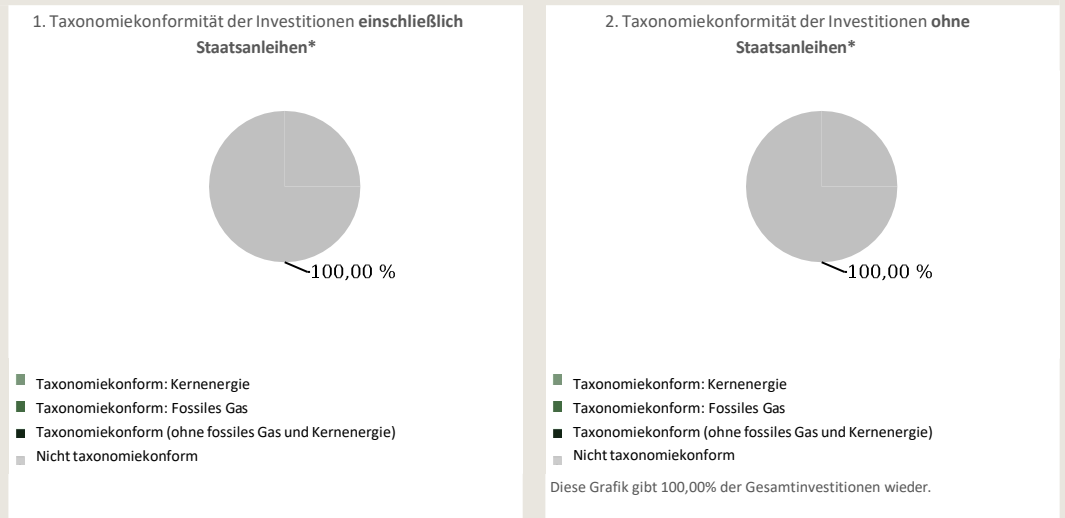 1. Taxonomiekonformität der Investitionen einschließlich
Staatsanleihen*
100,00 %
Taxonomiekonform: Kernenergie
Taxonomiekonform: Fossiles Gas
Taxonomiekonform (ohne fossiles Gas und Kernenergie)
Nicht taxonomiekonform
2. Taxonomiekonformität der Investitionen ohne
Staatsanleihen*
100,00 %
Taxonomiekonform: Kernenergie
Taxonomiekonform: Fossiles Gas
Taxonomiekonform (ohne fossiles Gas und Kernenergie)
Nicht taxonomiekonform
Diese Grafik gibt 100,00% der Gesamtinvestitionen wieder.